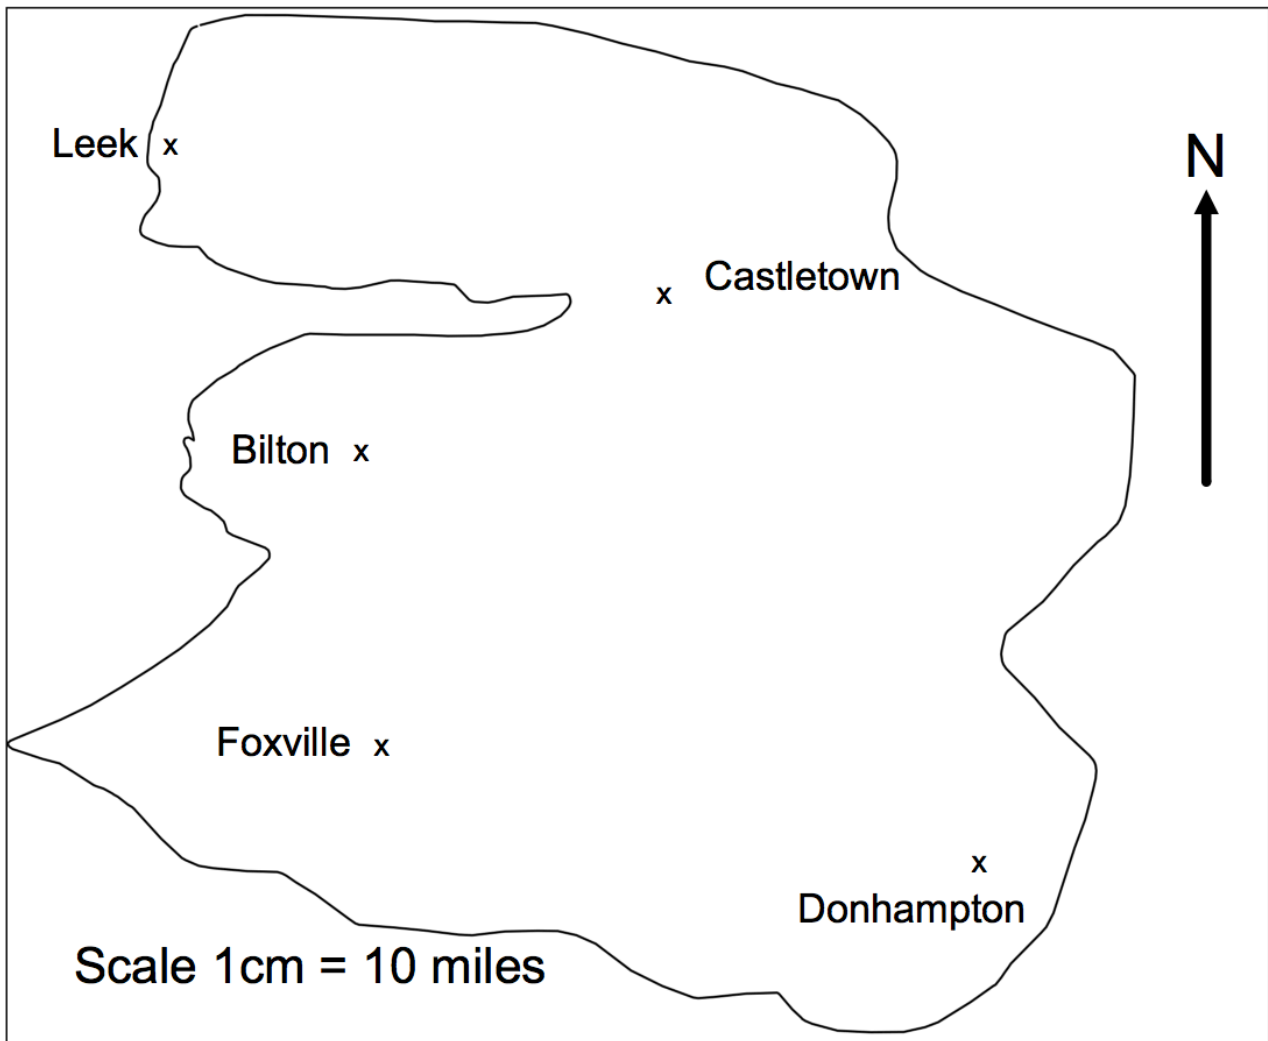 N
Leek x
Castletown
x
Bilton x
Foxville x
x
Donhampton
Scale 1cm = 10 miles